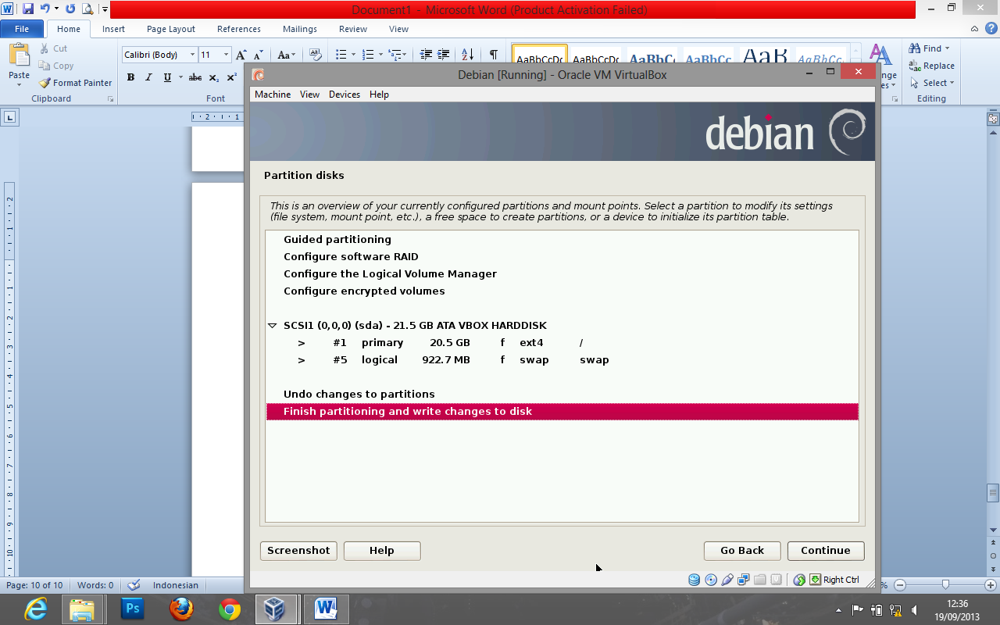 Document1 - Microsoft Word (Product Activation Failed)
File Home Insert Page Layout References Mailings Review View
Paste
Cut
Copy
Format Painter
Clipboard
Calibri (Body) 11
B I U abc x₂ x²
Font
AaBbCcDc AaBbCcDc AaBbC AaBbCc AaB AaBbCc.
Find
Replace
Select
Editing
Debian [Running] - Oracle VM VirtualBox
Machine View Devices Help
debian
Partition disks
This is an overview of your currently configured partitions and mount points. Select a partition to modify its settings
(file system, mount point, etc.), a free space to create partitions, or a device to initialize its partition table.
Guided partitioning
Configure software RAID
Configure the Logical Volume Manager
Configure encrypted volumes
SCSI1 (0,0,0) (sda) - 21.5 GB ATA VBOX HARDDISK
> #1 primary 20.5 GB f ext4 /
> #5 logical 922.7 MB f swap swap
Undo changes to partitions
Finish partitioning and write changes to disk
Screenshot Help Go Back Continue
Right Ctrl
Page: 10 of 10 Words: 0 Indonesian
12:36
19/09/2013